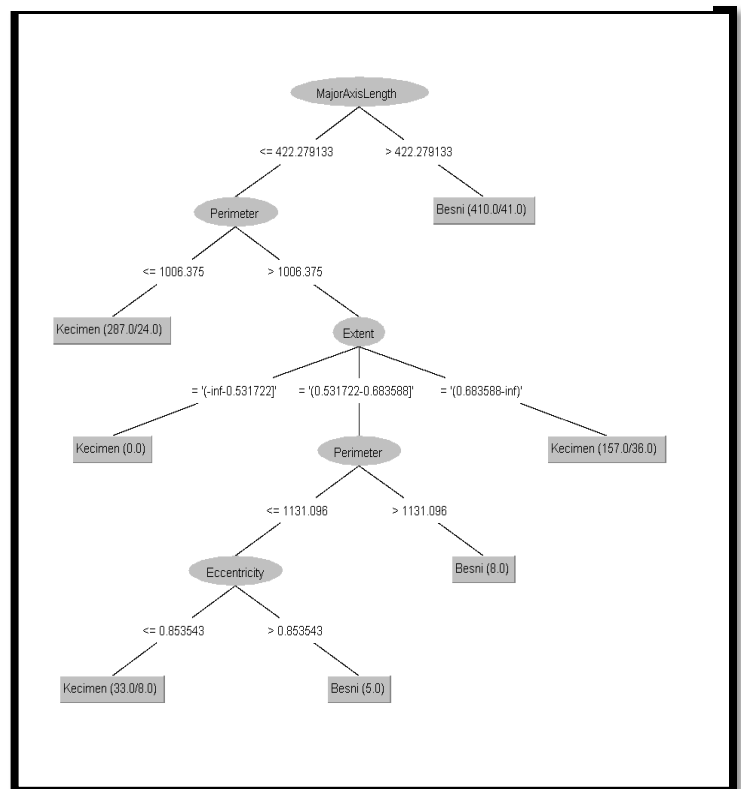 MajorAxisLength
<= 422.279133 > 422.279133
Perimeter Besni (410.0/41.0)
<= 1006.375 > 1006.375
Kecimen (287.0/24.0) Extent
= '(-inf-0.531722]' = '(0.531722-0.683588]' = '(0.683588-inf)'
Kecimen (0.0) Perimeter Kecimen (157.0/36.0)
<= 1131.096 > 1131.096
Eccentricity Besni (8.0)
<= 0.853543 > 0.853543
Kecimen (33.0/8.0) Besni (5.0)